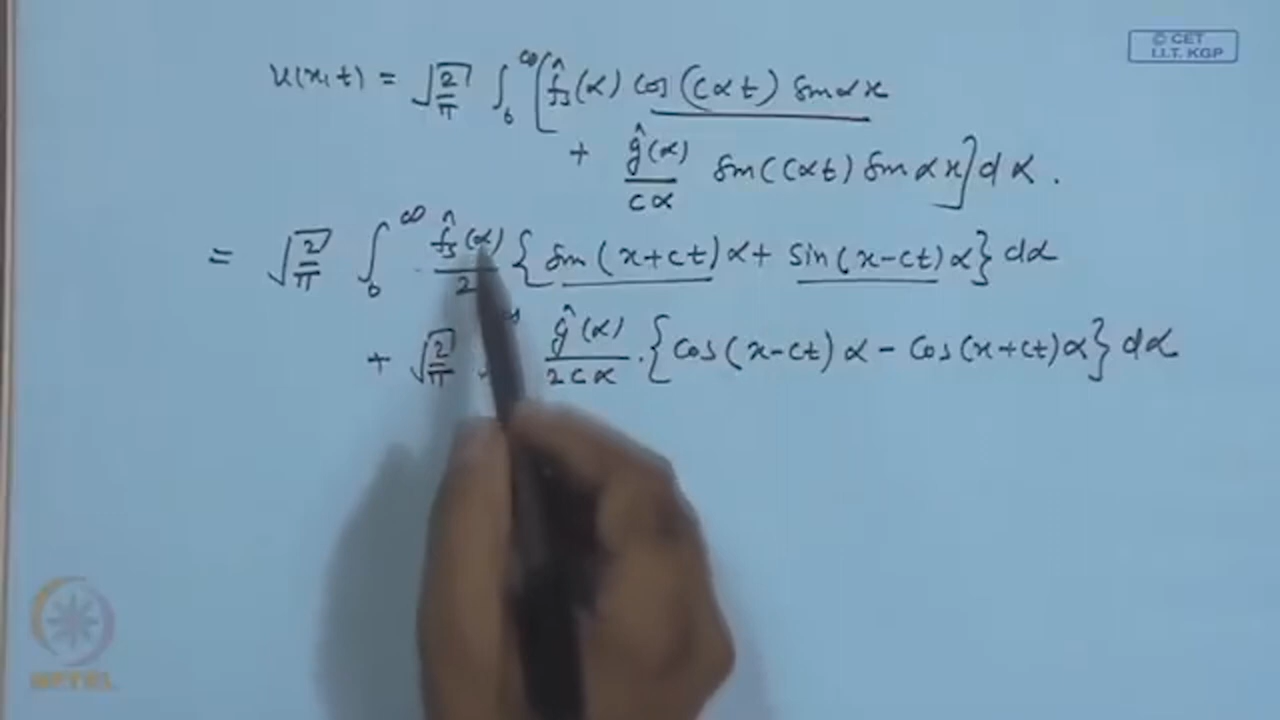 © CET
I.I.T. KGP
u(x,t) = √(2/π) ∫₀^∞ [f̂ₛ(α) cos(cαt) sin αx
+ ĝ(α)/cα sin(cαt) sin αx] dα.
= √(2/π) ∫₀^∞ f̂ₛ(α)/2 {sin(x+ct)α + sin(x-ct)α} dα
+ √(2/π) ĝ(α)/2cα · {cos(x-ct)α - cos(x+ct)α} dα
NPTEL